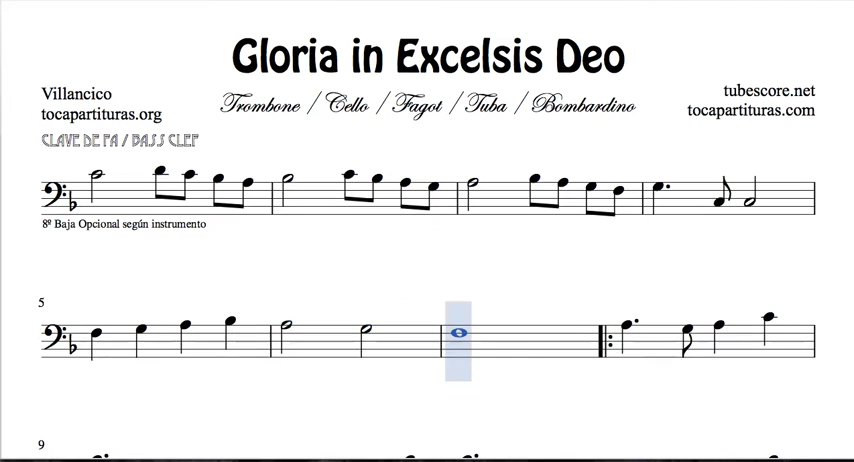 Gloria in Excelsis Deo
Villancico
tocapartituras.org
Trombone / Cello / Fagot / Tuba / Bombardino
tubescore.net
tocapartituras.com
CLAVE DE FA / BASS CLEF
8º Baja Opcional según instrumento
5
9